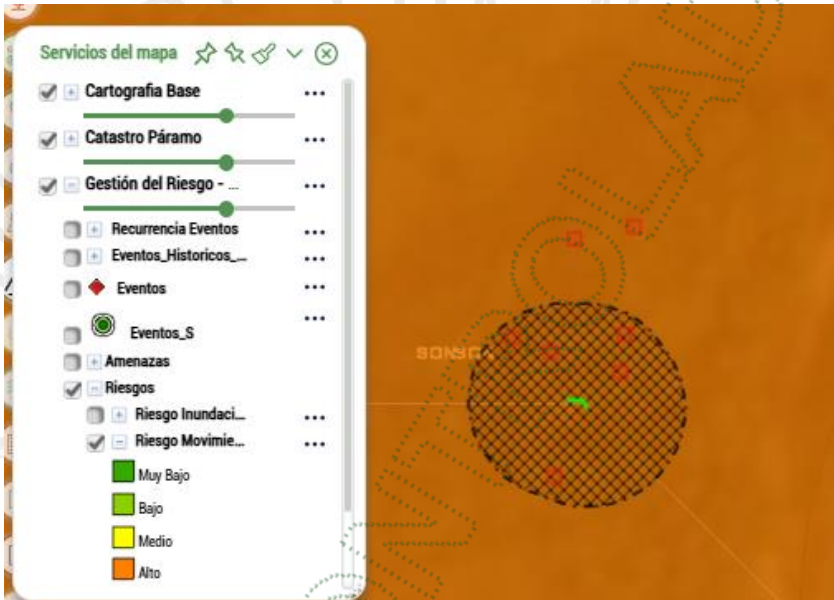 Servicios del mapa
Cartografia Base
Catastro Páramo
Gestión del Riesgo - ...
Recurrencia Eventos
Eventos_Historicos_...
Eventos
Eventos_S
Amenazas
Riesgos
Riesgo Inundaci...
Riesgo Movimie...
Muy Bajo
Bajo
Medio
Alto